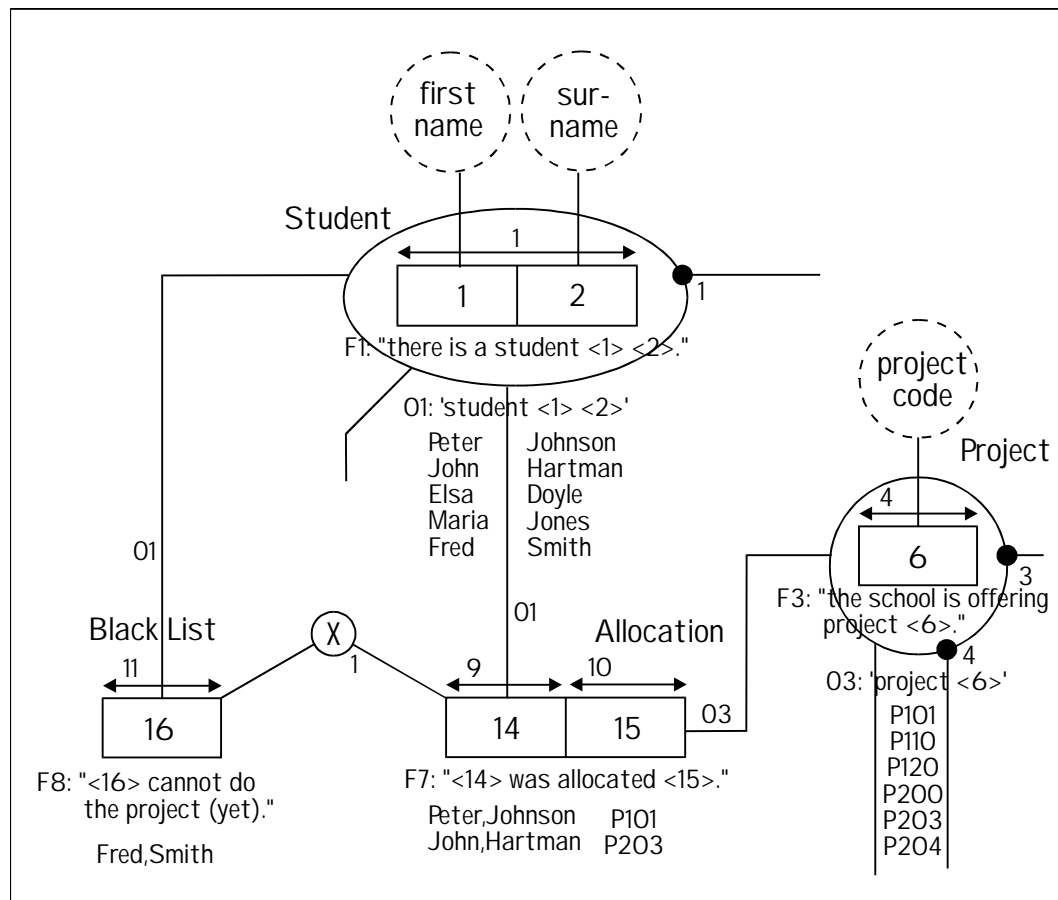 first
name
sur-
name
Student
1
1
2
1
F1: "there is a student <1> <2>."
O1: 'student <1> <2>'
Peter Johnson
John Hartman
Elsa Doyle
Maria Jones
Fred Smith
project
code
Project
4
6
3
F3: "the school is offering
project <6>."
4
O3: 'project <6>'
P101
P110
P120
P200
P203
P204
O1
O1
Black List
X
1
Allocation
11
9
10
16
14
15
O3
F8: "<16> cannot do
the project (yet)."
Fred,Smith
F7: "<14> was allocated <15>."
Peter,Johnson P101
John,Hartman P203